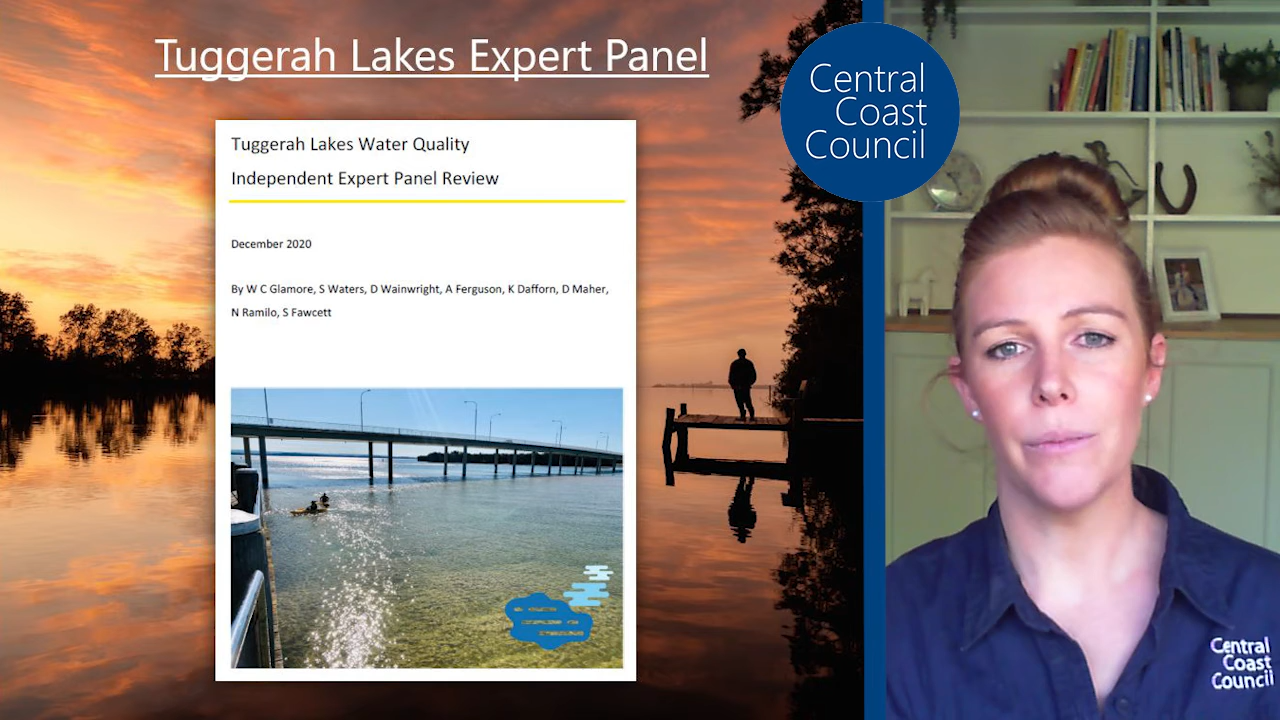 Tuggerah Lakes Expert Panel
Tuggerah Lakes Water Quality
Independent Expert Panel Review
December 2020
By W C Glamore, S Waters, D Wainwright, A Ferguson, K Dafforn, D Maher,
N Ramilo, S Fawcett
Central
Coast
Council
Central
Coast
Council